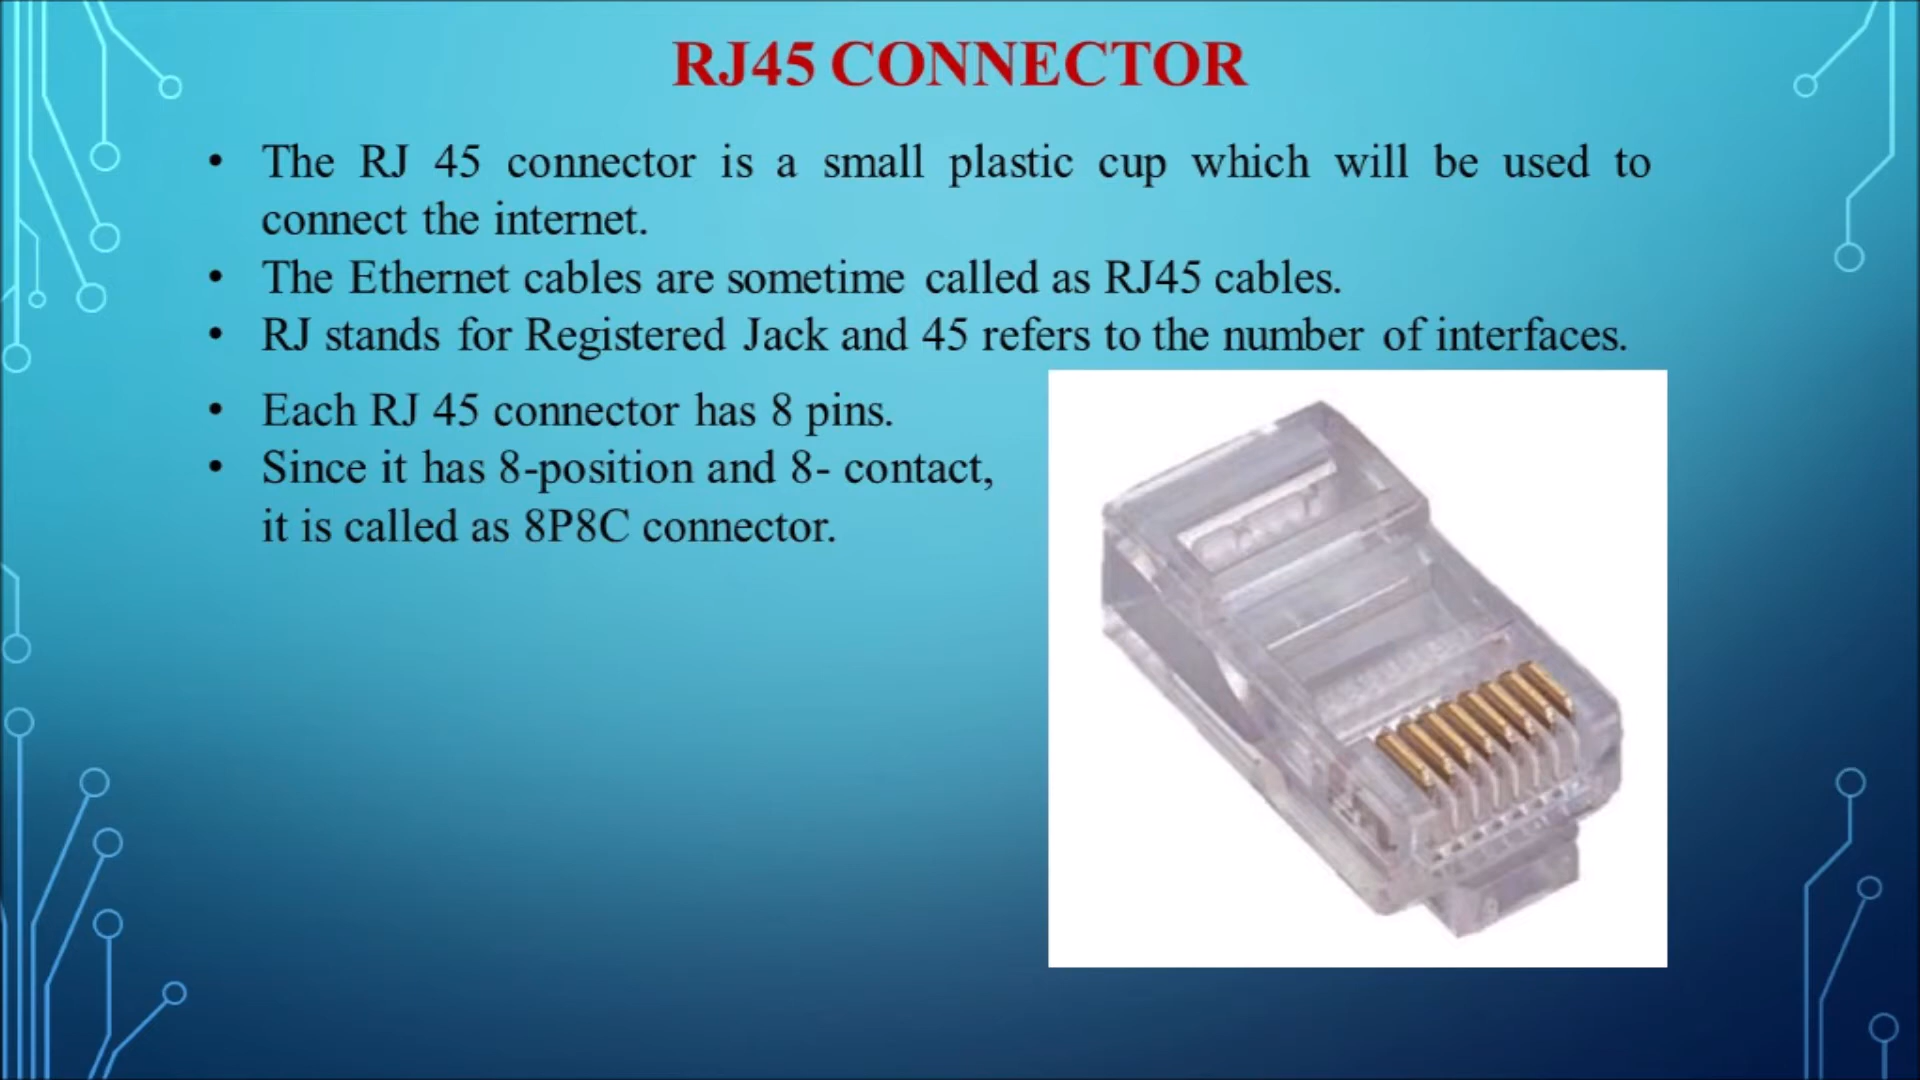 RJ45 CONNECTOR
• The RJ 45 connector is a small plastic cup which will be used to
connect the internet.
• The Ethernet cables are sometime called as RJ45 cables.
• RJ stands for Registered Jack and 45 refers to the number of interfaces.
• Each RJ 45 connector has 8 pins.
• Since it has 8-position and 8- contact,
it is called as 8P8C connector.